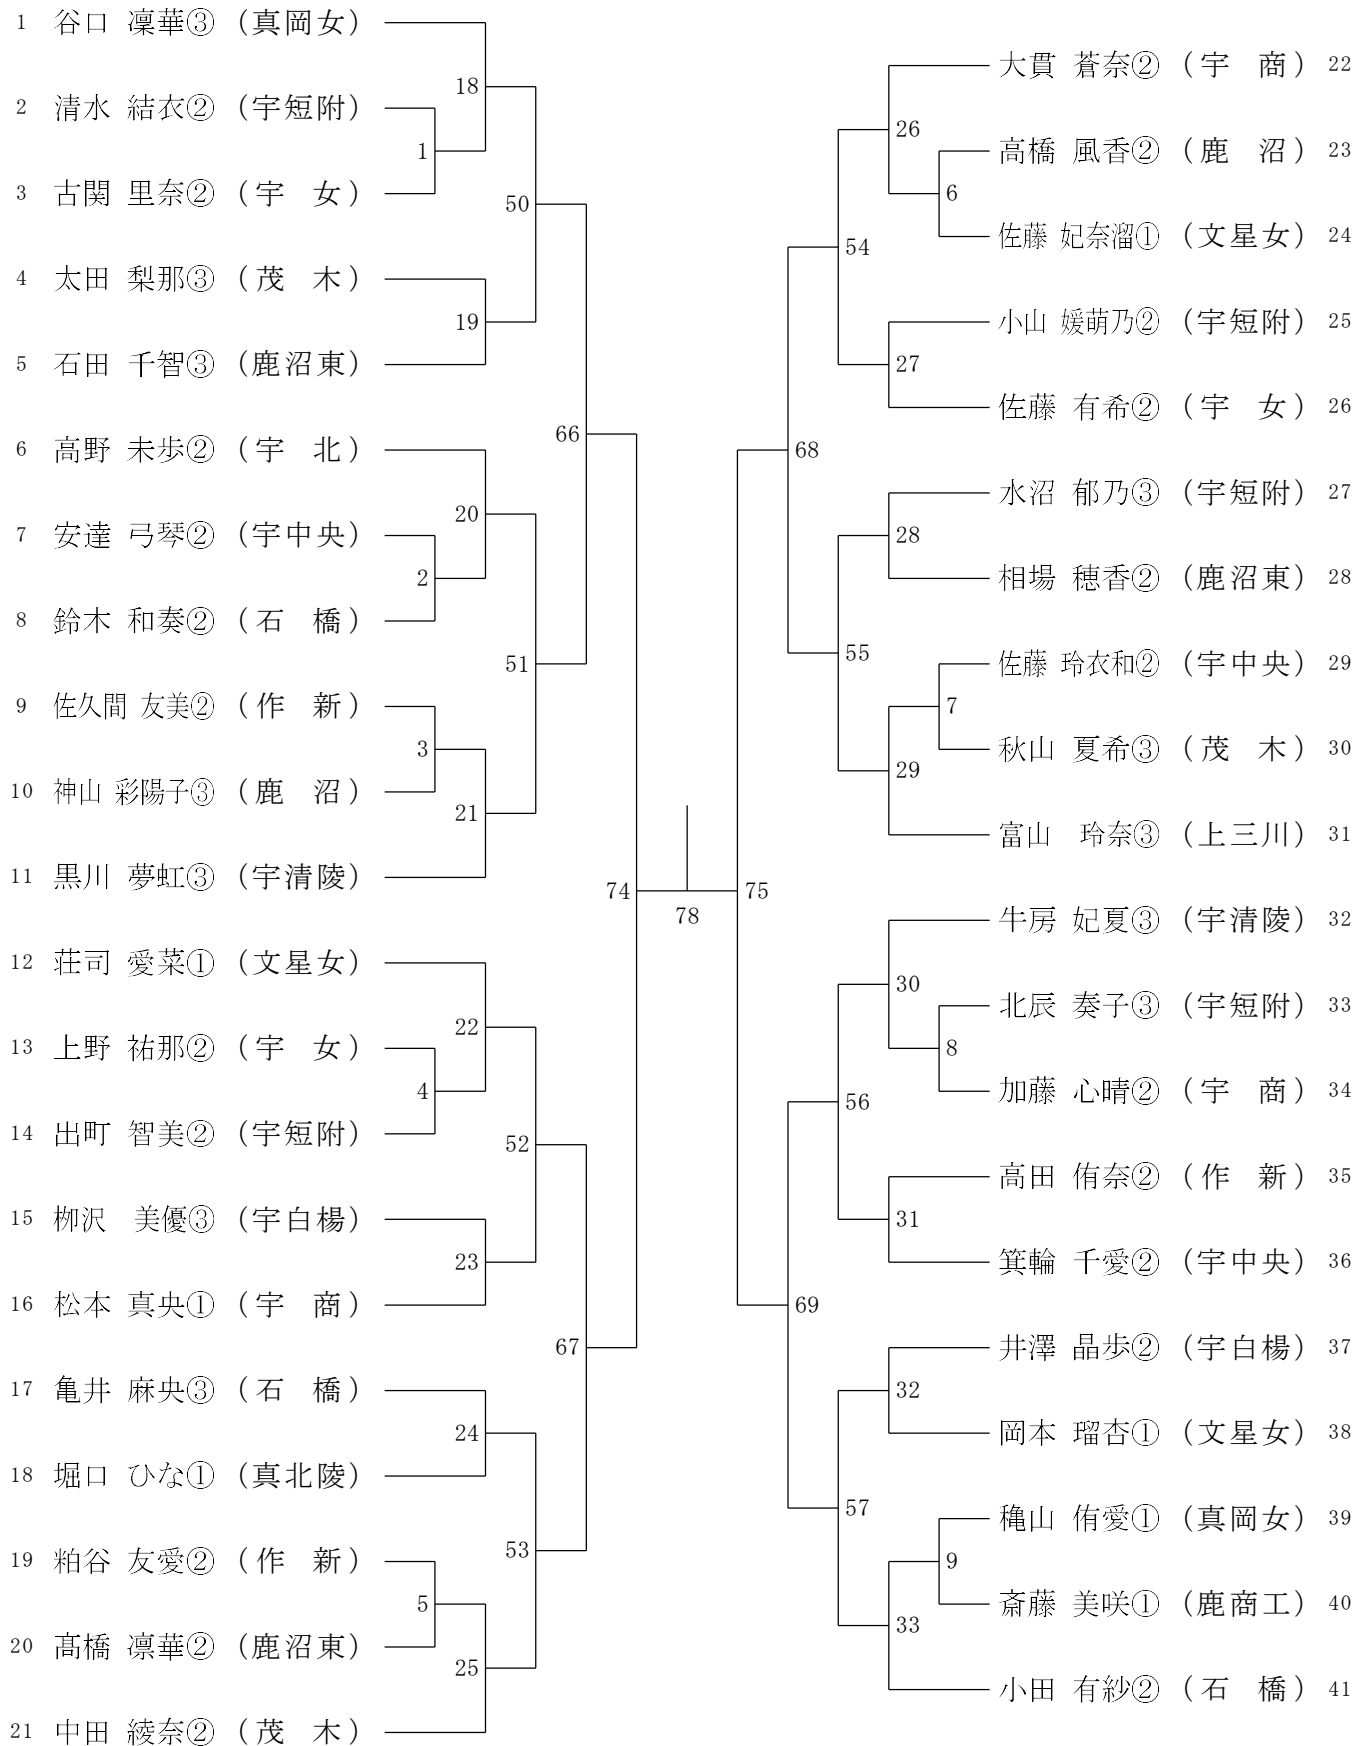 1 谷口 凜華③ （真岡女）
2 清水 結衣② （宇短附）
3 古関 里奈② （宇　女）
4 太田 梨那③ （茂　木）
5 石田 千智③ （鹿沼東）
6 高野 未歩② （宇　北）
7 安達 弓琴② （宇中央）
8 鈴木 和奏② （石　橋）
9 佐久間 友美② （作　新）
10 神山 彩陽子③ （鹿　沼）
11 黒川 夢虹③ （宇清陵）
12 荘司 愛菜① （文星女）
13 上野 祐那② （宇　女）
14 出町 智美② （宇短附）
15 栁沢　美優③ （宇白楊）
16 松本 真央① （宇　商）
17 亀井 麻央③ （石　橋）
18 堀口 ひな① （真北陵）
19 粕谷 友愛② （作　新）
20 髙橋 凛華② （鹿沼東）
21 中田 綾奈② （茂　木）
1
2
3
4
5
18
19
20
21
22
23
24
25
50
51
52
53
66
67
74
78
75
68
69
54
55
56
57
26
27
28
29
30
31
32
33
6
7
8
9
大貫 蒼奈② （宇　商） 22
高橋 風香② （鹿　沼） 23
佐藤 妃奈溜① （文星女） 24
小山 媛萌乃② （宇短附） 25
佐藤 有希② （宇　女） 26
水沼 郁乃③ （宇短附） 27
相場 穂香② （鹿沼東） 28
佐藤 玲衣和② （宇中央） 29
秋山 夏希③ （茂　木） 30
富山　玲奈③ （上三川） 31
牛房 妃夏③ （宇清陵） 32
北辰 奏子③ （宇短附） 33
加藤 心晴② （宇　商） 34
高田 侑奈② （作　新） 35
箕輪 千愛② （宇中央） 36
井澤 晶歩② （宇白楊） 37
岡本 瑠杏① （文星女） 38
穐山 侑愛① （真岡女） 39
斎藤 美咲① （鹿商工） 40
小田 有紗② （石　橋） 41